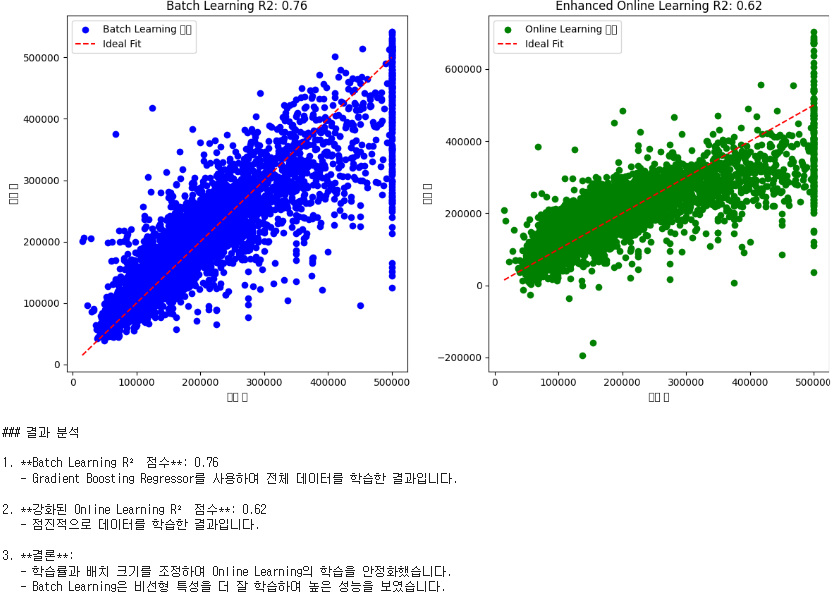 Batch Learning R2: 0.76
Enhanced Online Learning R2: 0.62
Batch Learning
Ideal Fit
Online Learning
Ideal Fit
500000
400000
300000
200000
100000
0
600000
400000
200000
0
−200000
0 100000 200000 300000 400000 500000
0 100000 200000 300000 400000 500000
### 결과 분석
1. **Batch Learning R² 점수**: 0.76
- Gradient Boosting Regressor를 사용하여 전체 데이터를 학습한 결과입니다.
2. **강화된 Online Learning R² 점수**: 0.62
- 점진적으로 데이터를 학습한 결과입니다.
3. **결론**:
- 학습률과 배치 크기를 조정하여 Online Learning의 학습을 안정화했습니다.
- Batch Learning은 비선형 특성을 더 잘 학습하여 높은 성능을 보였습니다.